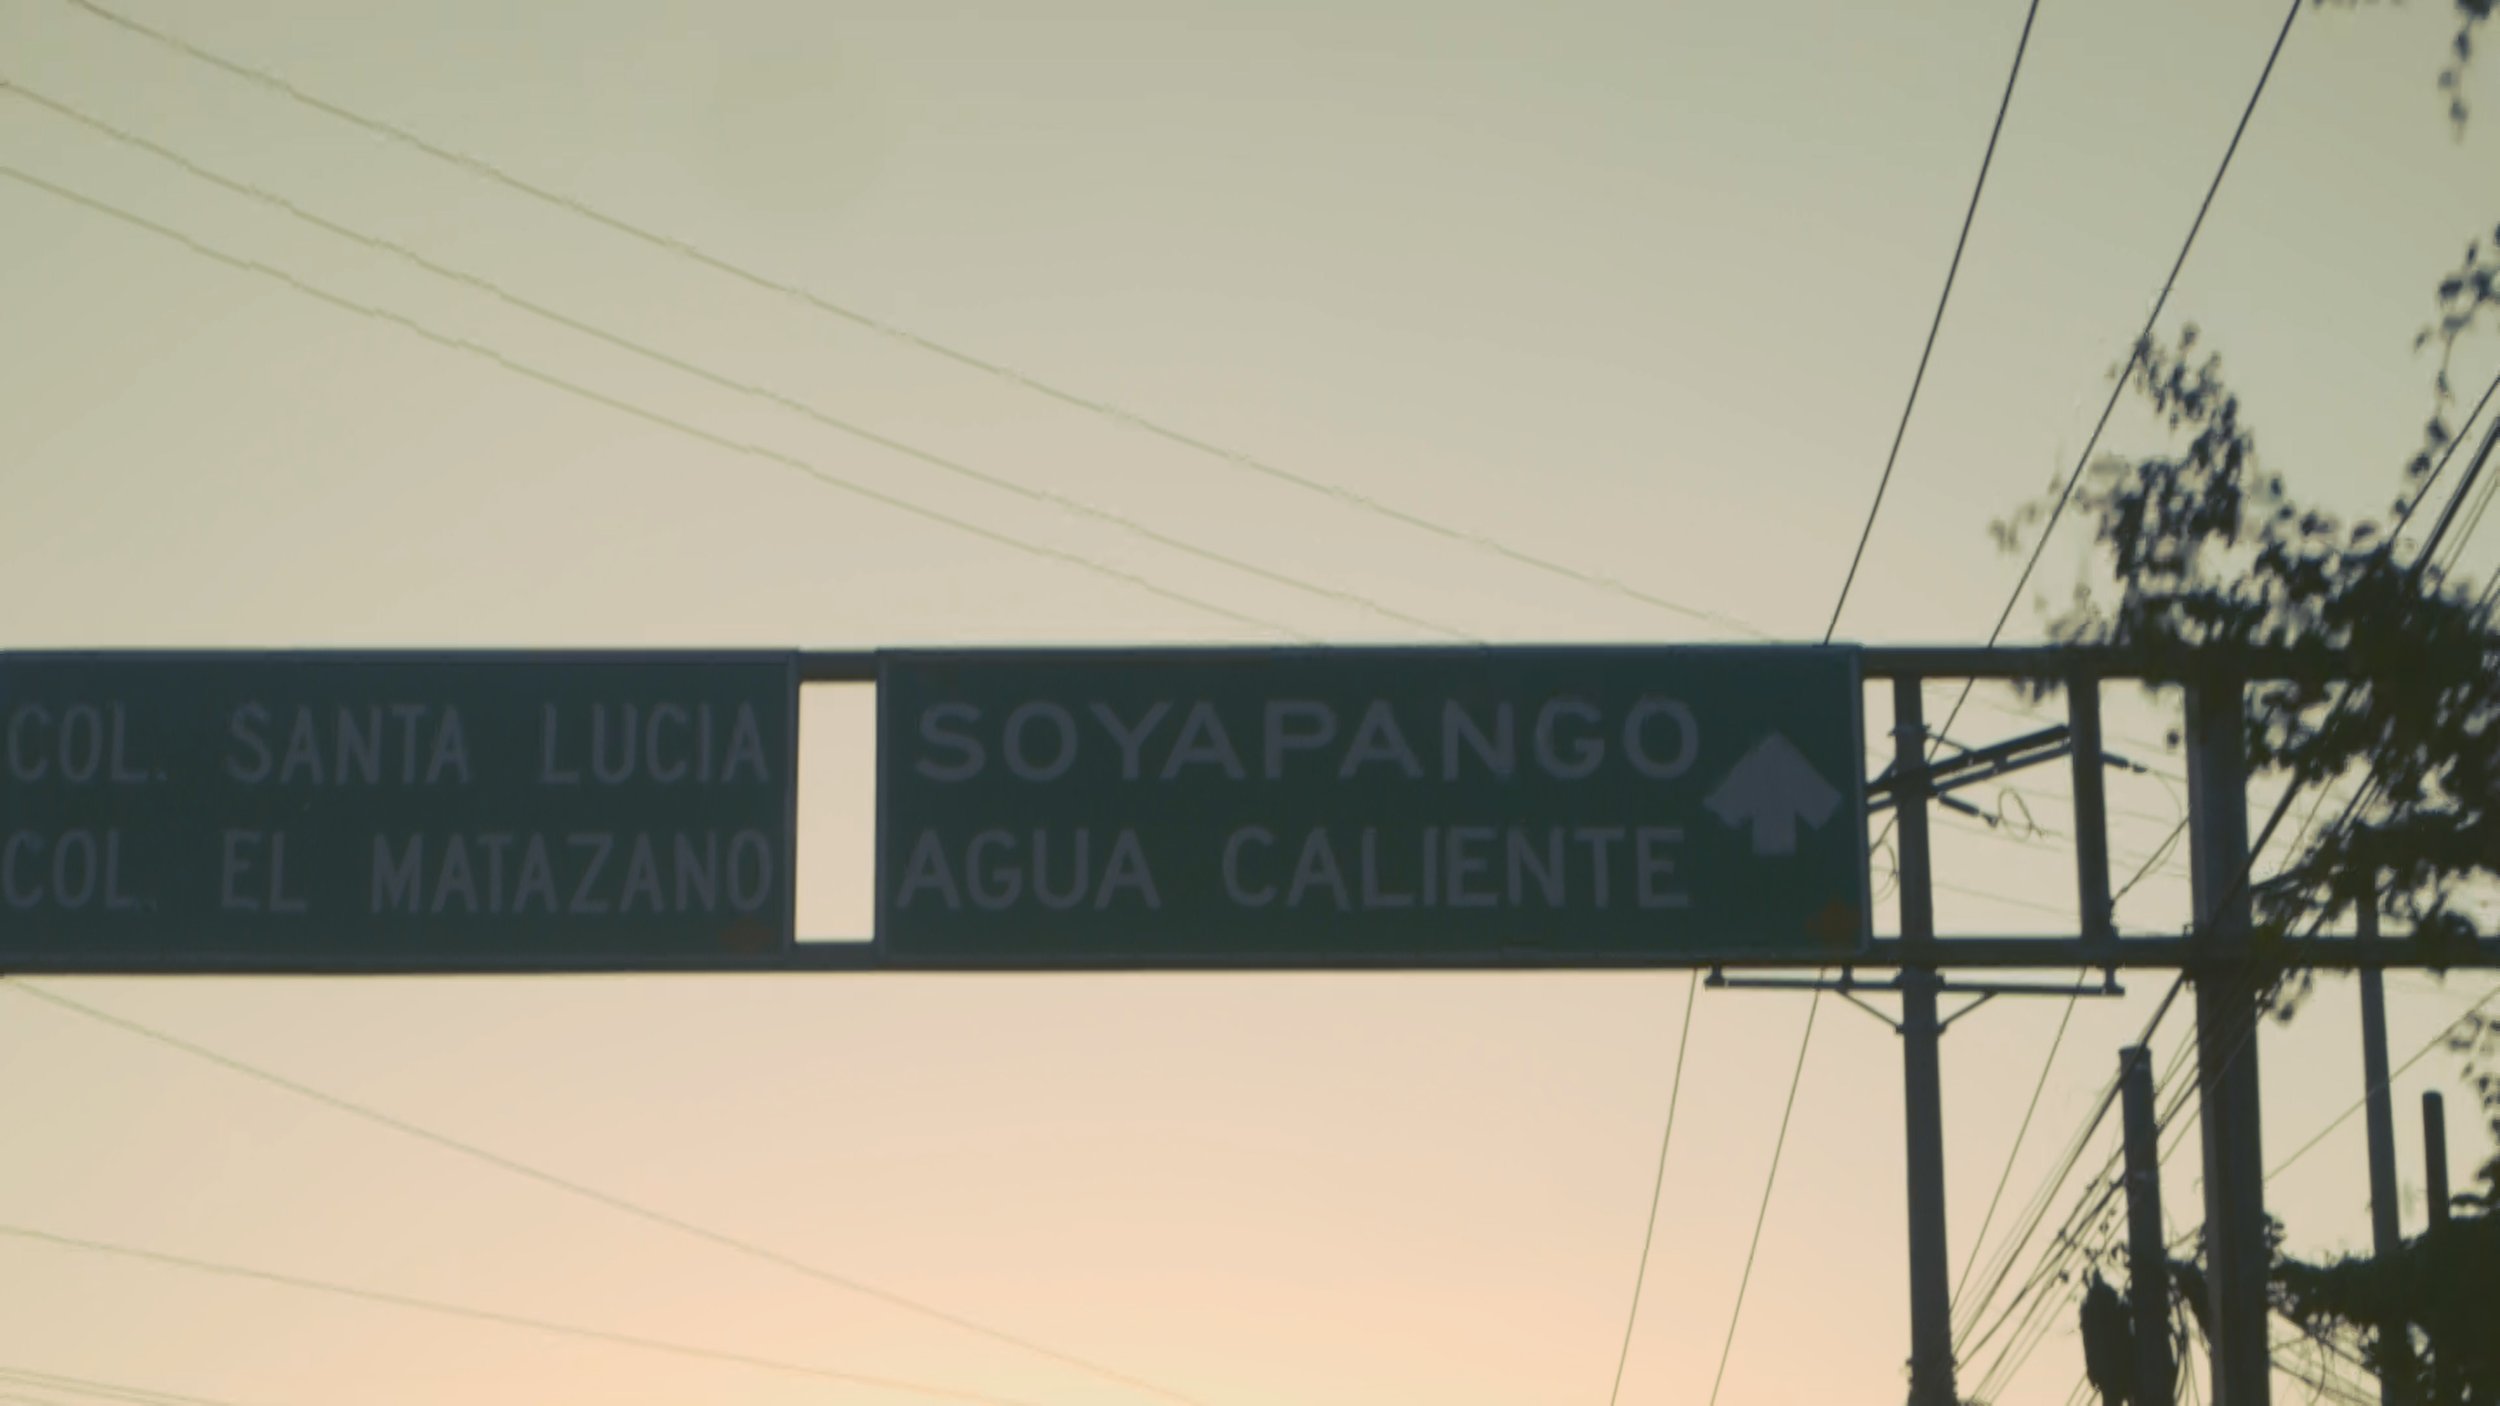 COL. SANTA LUCIA
COL. EL MATAZANO
SOYAPANGO
AGUA CALIENTE